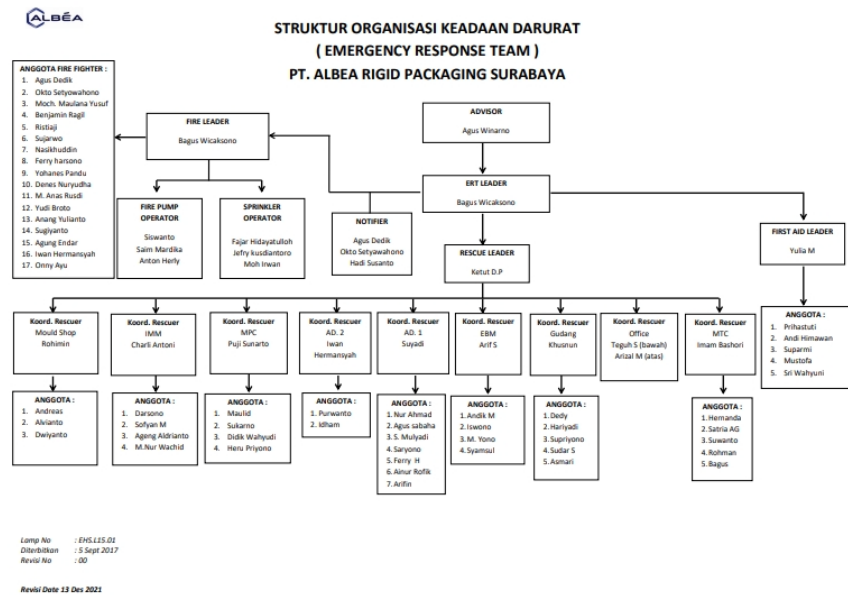 ALBÉA
STRUKTUR ORGANISASI KEADAAN DARURAT
( EMERGENCY RESPONSE TEAM )
PT. ALBEA RIGID PACKAGING SURABAYA
ANGGOTA FIRE FIGHTER :
1. Agus Dedik
2. Okto Setyowahono
3. Moch. Maulana Yusuf
4. Benjamin Ragil
5. Ristiaji
6. Sujarwo
7. Nasikhuddin
8. Ferry harsono
9. Yohanes Pandu
10. Denes Nuryudha
11. M. Anas Rusdi
12. Yudi Broto
13. Anang Yulianto
14. Sugiyanto
15. Agung Endar
16. Iwan Hermansyah
17. Onny Ayu
FIRE LEADER
Bagus Wicaksono
ADVISOR
Agus Winarno
ERT LEADER
Bagus Wicaksono
FIRE PUMP
OPERATOR
Siswanto
Saim Mardika
Anton Herly
SPRINKLER
OPERATOR
Fajar Hidayatulloh
Jefry kusdiantoro
Moh Irwan
NOTIFIER
Agus Dedik
Okto Setyawahono
Hadi Susanto
RESCUE LEADER
Ketut D.P
FIRST AID LEADER
Yulia M
ANGGOTA :
1. Prihastuti
2. Andi Himawan
3. Suparmi
4. Mustofa
5. Sri Wahyuni
Koord. Rescuer
Mould Shop
Rohimin
Koord. Rescuer
IMM
Charli Antoni
Koord. Rescuer
MPC
Puji Sunarto
Koord. Rescuer
AD. 2
Iwan
Hermansyah
Koord. Rescuer
AD. 1
Suyadi
Koord. Rescuer
EBM
Arif S
Koord. Rescuer
Gudang
Khusnun
Koord. Rescuer
Office
Teguh S (bawah)
Arizal M (atas)
Koord. Rescuer
MTC
Imam Bashori
ANGGOTA :
1. Andreas
2. Alvianto
3. Dwiyanto
ANGGOTA :
1. Darsono
2. Sofyan M
3. Ageng Aldrianto
4. M.Nur Wachid
ANGGOTA :
1. Maulid
2. Sukarno
3. Didik Wahyudi
4. Heru Priyono
ANGGOTA :
1. Purwanto
2. Idham
ANGGOTA :
1. Nur Ahmad
2. Agus sabaha
3. S. Mulyadi
4. Saryono
5. Ferry H
6. Ainur Rofik
7. Arifin
ANGGOTA :
1. Andik M
2. Iswono
3. M. Yono
4. Syamsul
ANGGOTA :
1. Dedy
2. Hariyadi
3. Supriyono
4. Sudar S
5. Asmari
ANGGOTA :
1. Hernanda
2. Satria AG
3. Suwanto
4. Rohman
5. Bagus
Lamp No : EHS.L15.01
Diterbitkan : 5 Sept 2017
Revisi No : 00
Revisi Date 13 Des 2021